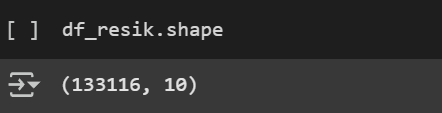 [ ] df_resik.shape
(133116, 10)